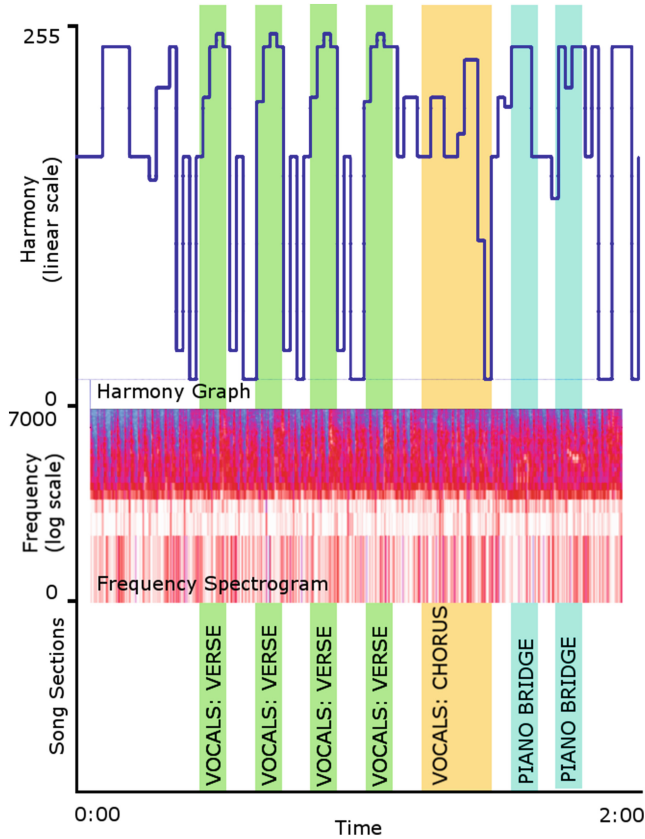 255
Harmony
(linear scale)
0
Harmony Graph
7000
Frequency
(log scale)
0
Frequency Spectrogram
Song Sections
VOCALS: VERSE
VOCALS: VERSE
VOCALS: VERSE
VOCALS: VERSE
VOCALS: CHORUS
PIANO BRIDGE
PIANO BRIDGE
0:00
Time
2:00